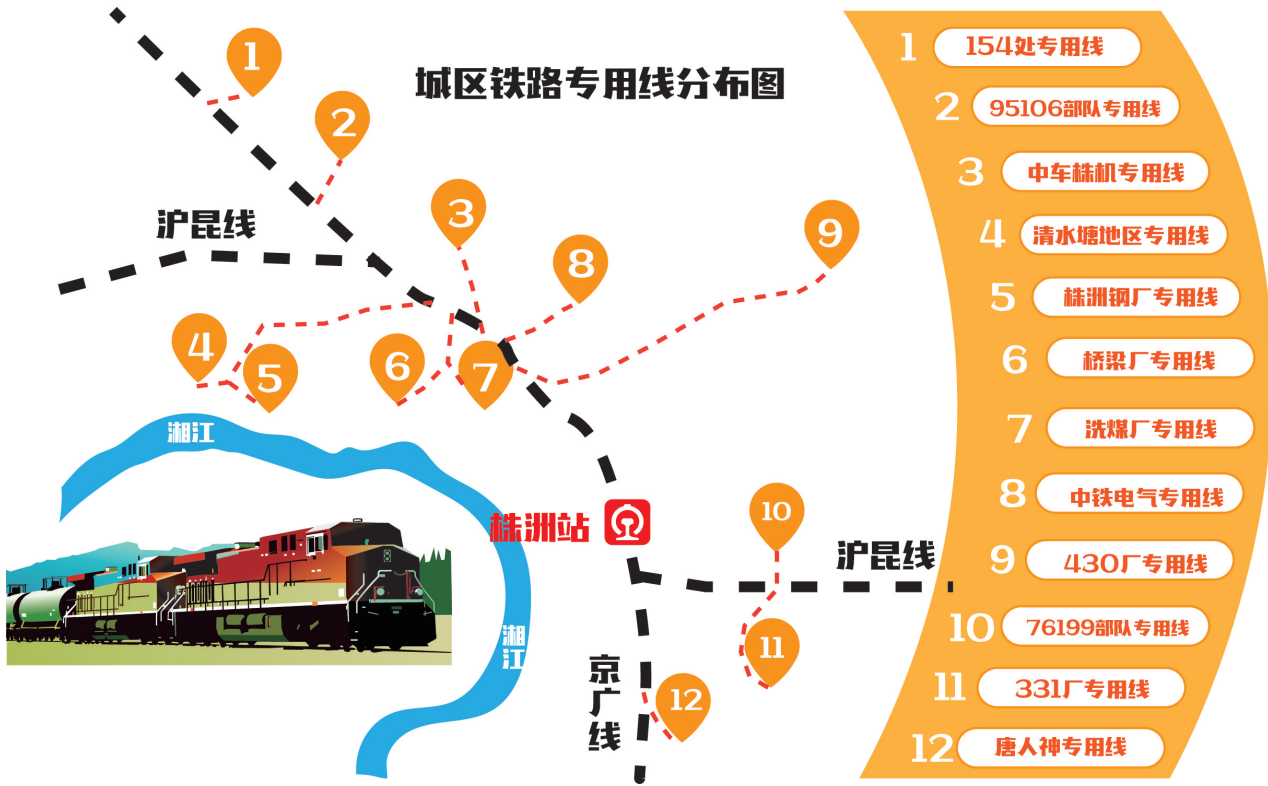 城区铁路专用线分布图
1
2
3
4
5
6
7
8
9
10
11
12
沪昆线
湘江
株洲站
沪昆线
湘江
京广线
1 154处专用线
2 95106部队专用线
3 中车株机专用线
4 清水塘地区专用线
5 株洲钢厂专用线
6 桥梁厂专用线
7 洗煤厂专用线
8 中铁电气专用线
9 430厂专用线
10 76199部队专用线
11 331厂专用线
12 唐人神专用线